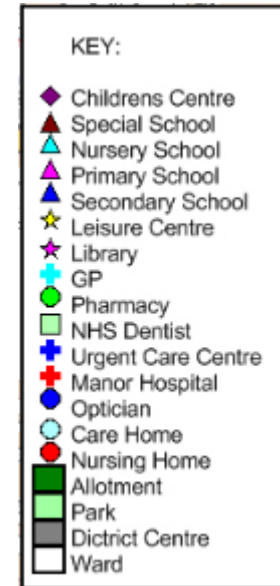 KEY:
Childrens Centre
Special School
Nursery School
Primary School
Secondary School
Leisure Centre
Library
GP
Pharmacy
NHS Dentist
Urgent Care Centre
Manor Hospital
Optician
Care Home
Nursing Home
Allotment
Park
Dictrict Centre
Ward